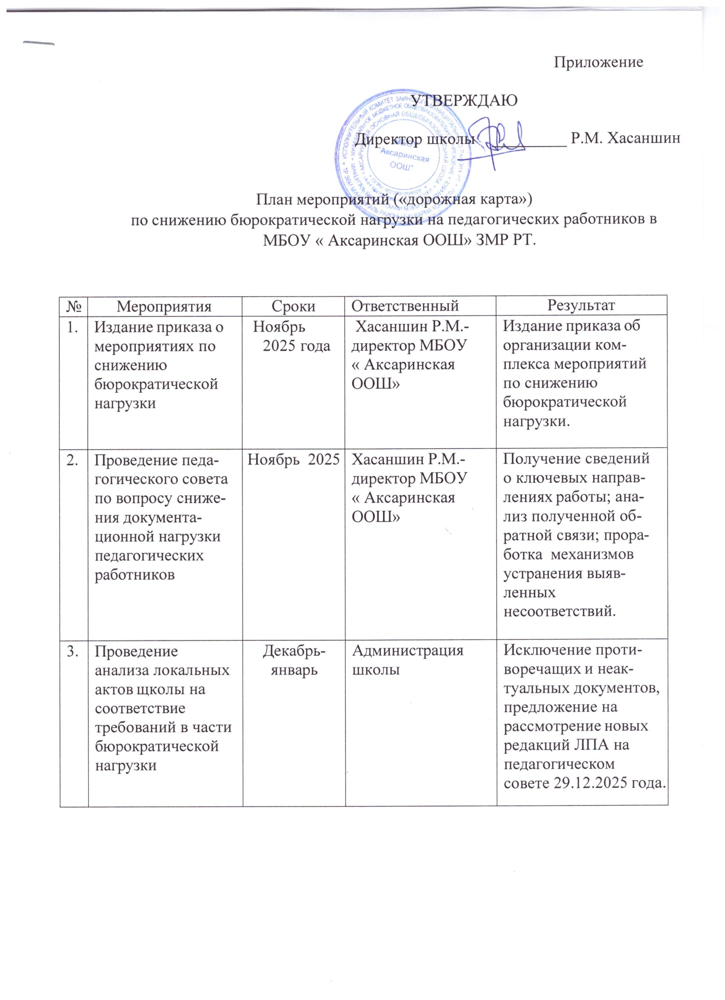 Приложение
УТВЕРЖДАЮ
Директор школы __________ Р.М. Хасаншин
МБОУ
"Аксаринская
ООШ"
План мероприятий («дорожная карта»)
по снижению бюрократической нагрузки на педагогических работников в
МБОУ « Аксаринская ООШ» ЗМР РТ.
№ Мероприятия Сроки Ответственный Результат
1.
Издание приказа о
мероприятиях по
снижению
бюрократической
нагрузки
Ноябрь
2025 года
Хасаншин Р.М.-
директор МБОУ
« Аксаринская
ООШ»
Издание приказа об
организации ком-
плекса мероприятий
по снижению
бюрократической
нагрузки.
2.
Проведение педа-
гогического совета
по вопросу сниже-
ния документа-
ционной нагрузки
педагогических
работников
Ноябрь 2025
Хасаншин Р.М.-
директор МБОУ
« Аксаринская
ООШ»
Получение сведений
о ключевых направ-
лениях работы; ана-
лиз полученной об-
ратной связи; прора-
ботка механизмов
устранения выяв-
ленных
несоответствий.
3.
Проведение
анализа локальных
актов щколы на
соответствие
требований в части
бюрократической
нагрузки
Декабрь-
январь
Администрация
школы
Исключение проти-
воречащих и неак-
туальных документов,
предложение на
рассмотрение новых
редакций ЛПА на
педагогическом
совете 29.12.2025 года.